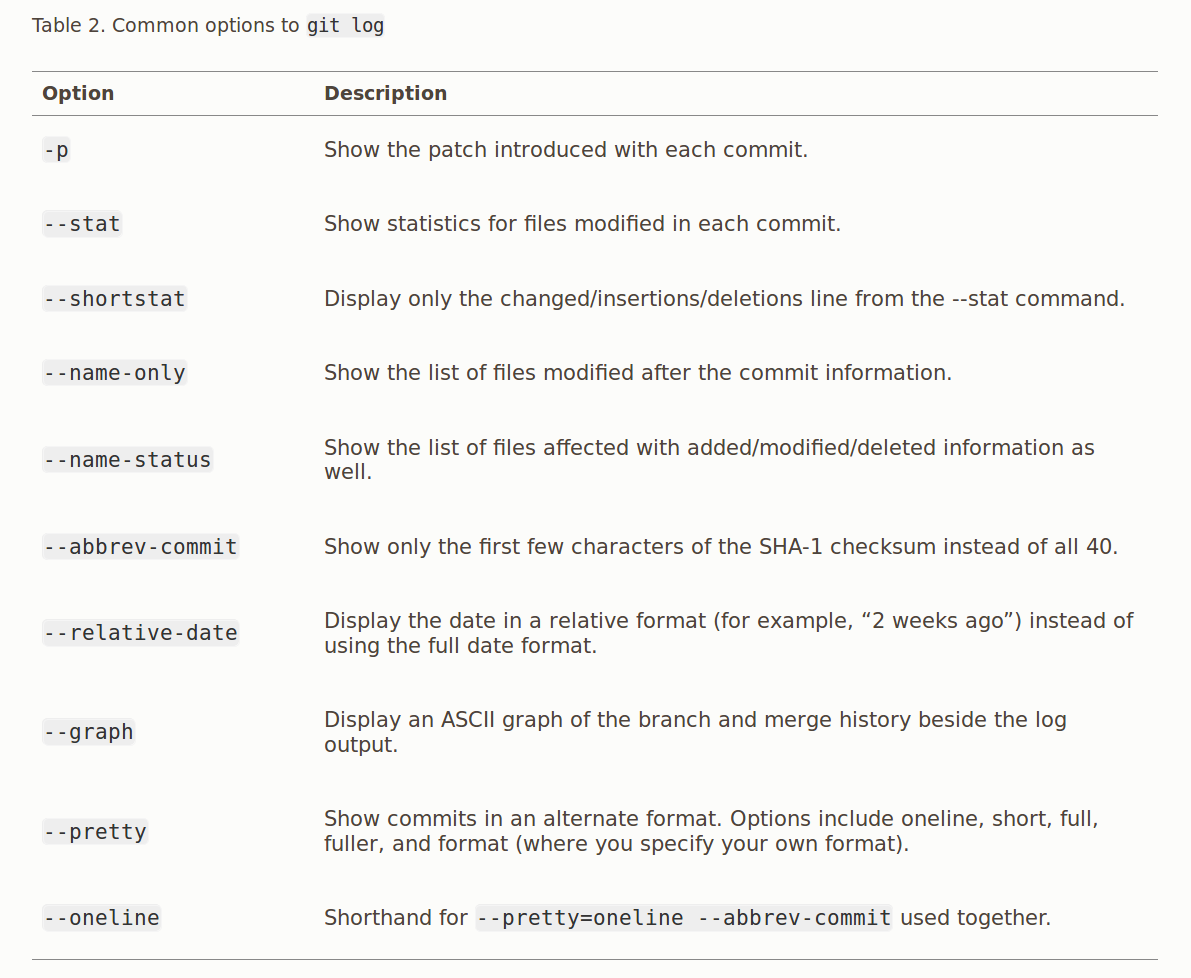 Table 2. Common options to git log
Option Description
-p Show the patch introduced with each commit.
--stat Show statistics for files modified in each commit.
--shortstat Display only the changed/insertions/deletions line from the --stat command.
--name-only Show the list of files modified after the commit information.
--name-status Show the list of files affected with added/modified/deleted information as
well.
--abbrev-commit Show only the first few characters of the SHA-1 checksum instead of all 40.
--relative-date Display the date in a relative format (for example, “2 weeks ago”) instead of
using the full date format.
--graph Display an ASCII graph of the branch and merge history beside the log
output.
--pretty Show commits in an alternate format. Options include oneline, short, full,
fuller, and format (where you specify your own format).
--oneline Shorthand for --pretty=oneline --abbrev-commit used together.